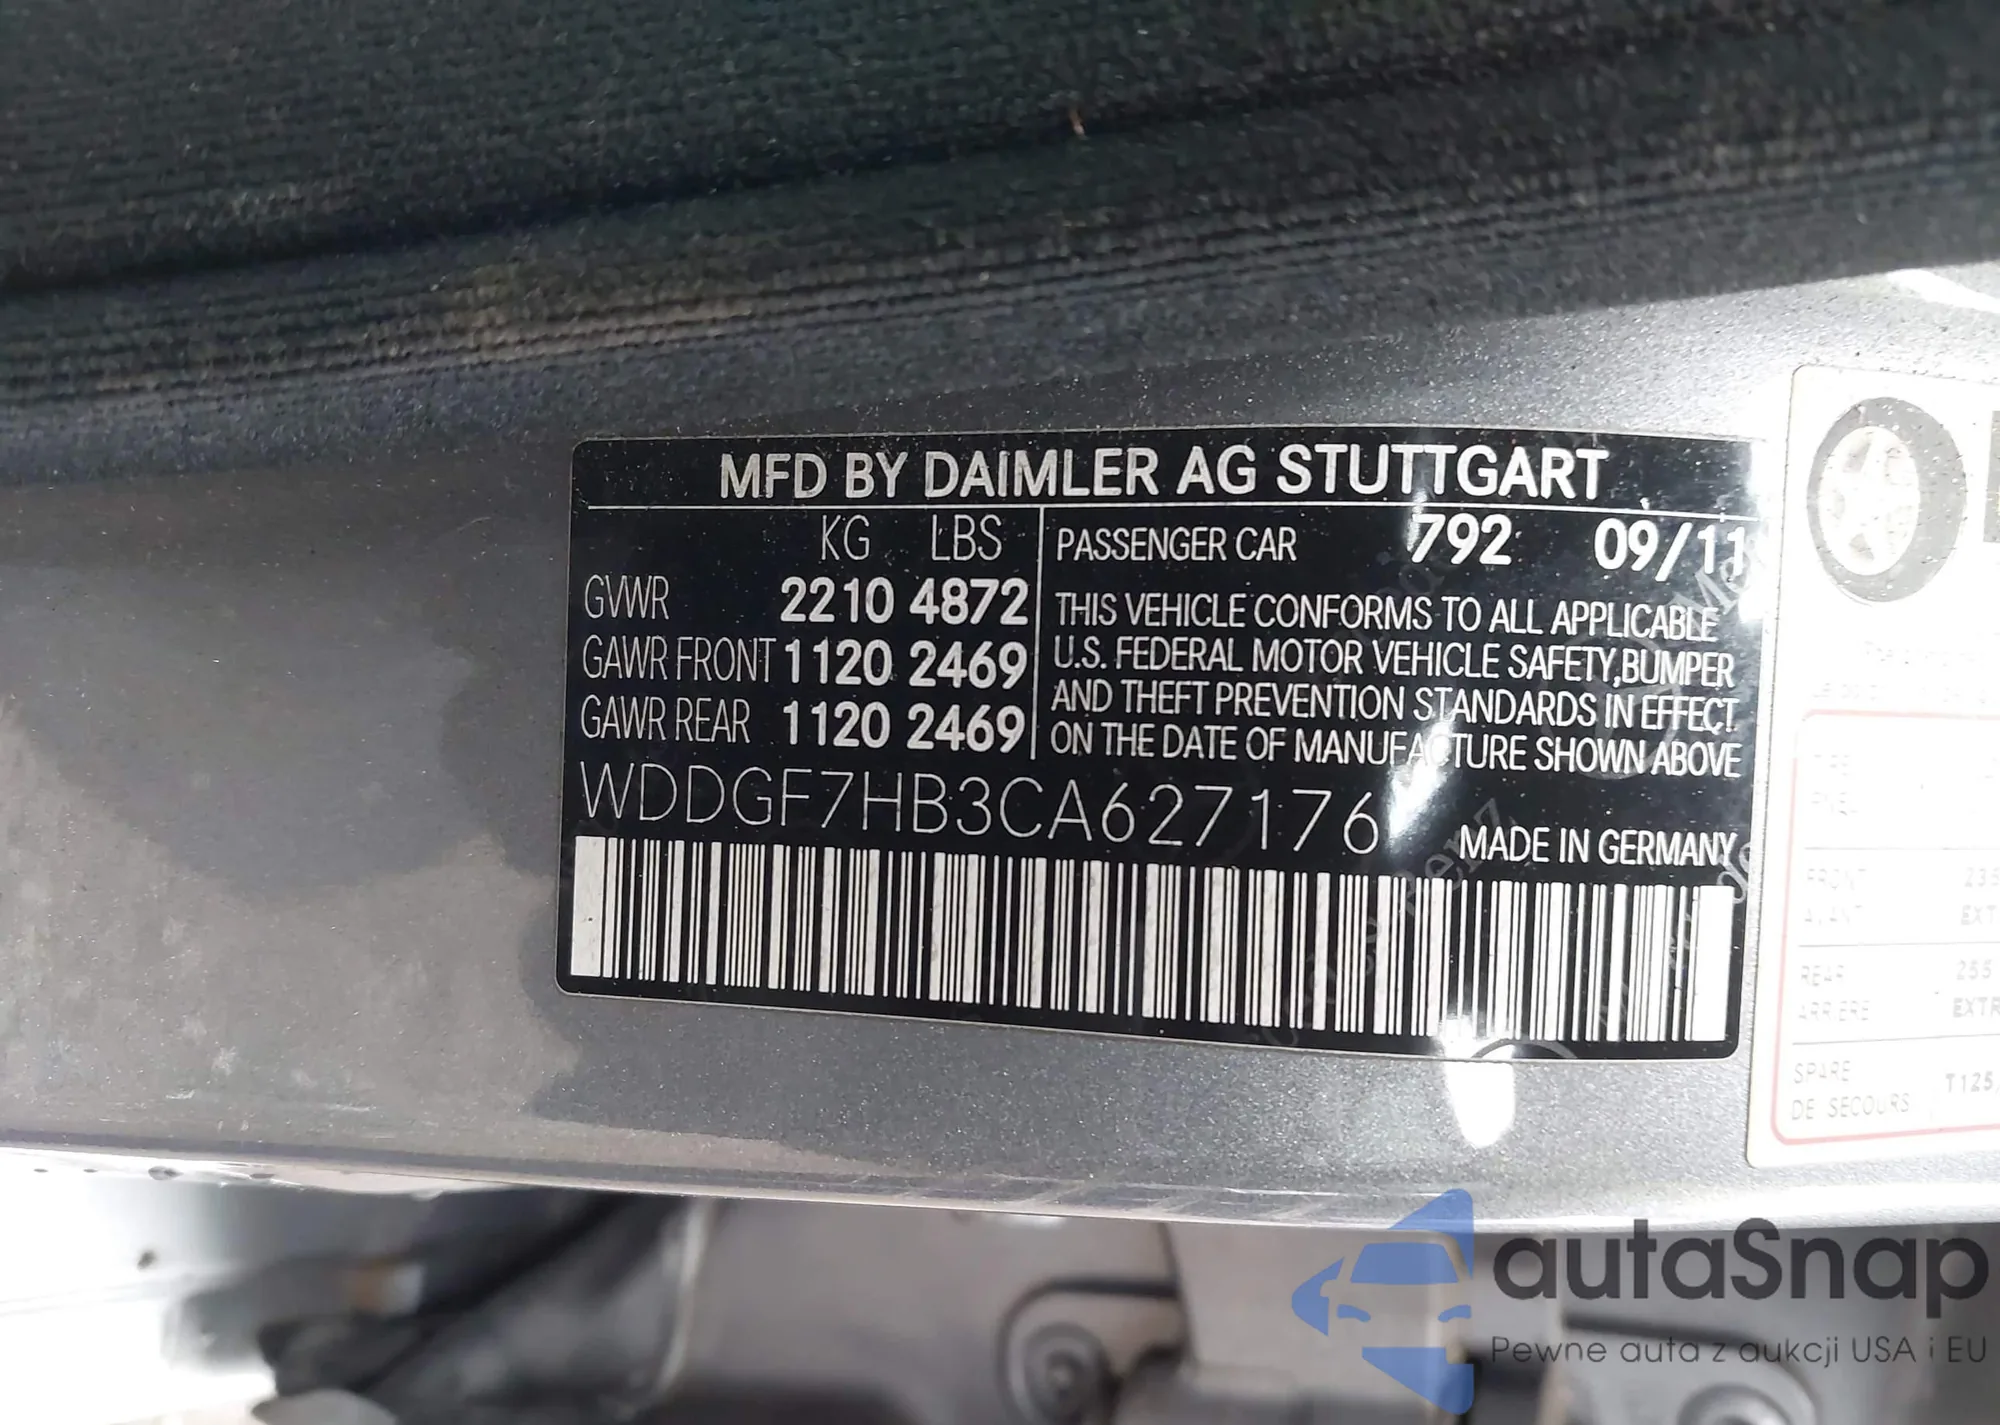 MFD BY DAIMLER AG STUTTGART
KG LBS
GVWR 2210 4872
GAWR FRONT 1120 2469
GAWR REAR 1120 2469
PASSENGER CAR 792 09/11
THIS VEHICLE CONFORMS TO ALL APPLICABLE
U.S. FEDERAL MOTOR VEHICLE SAFETY, BUMPER
AND THEFT PREVENTION STANDARDS IN EFFECT
ON THE DATE OF MANUFACTURE SHOWN ABOVE
WDDGF7HB3CA627176
MADE IN GERMANY
FRONT
AVANT
REAR 255
ARRIERE
SPARE
DE SECOURS
autaSnap
Pewne auta z aukcji USA i EU